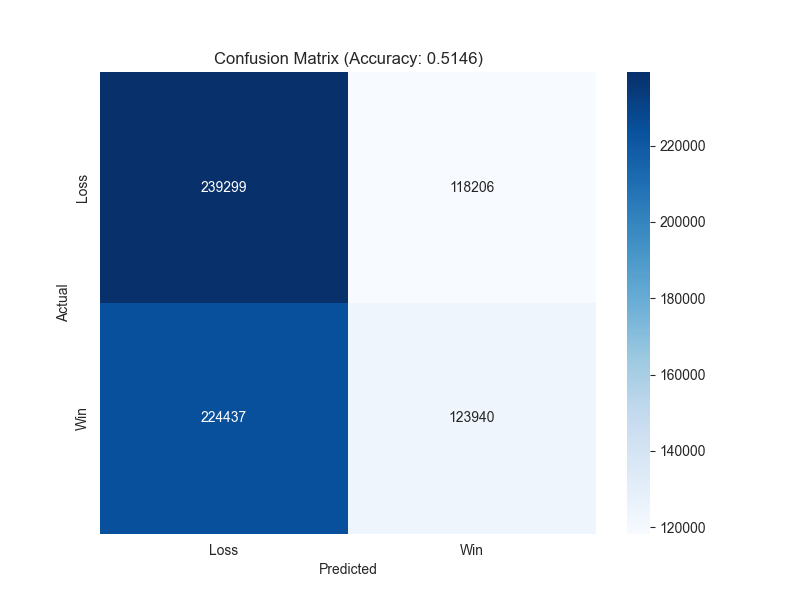 Confusion Matrix (Accuracy: 0.5146)
Actual
Loss
Win
239299
118206
224437
123940
Loss
Win
Predicted
220000
200000
180000
160000
140000
120000